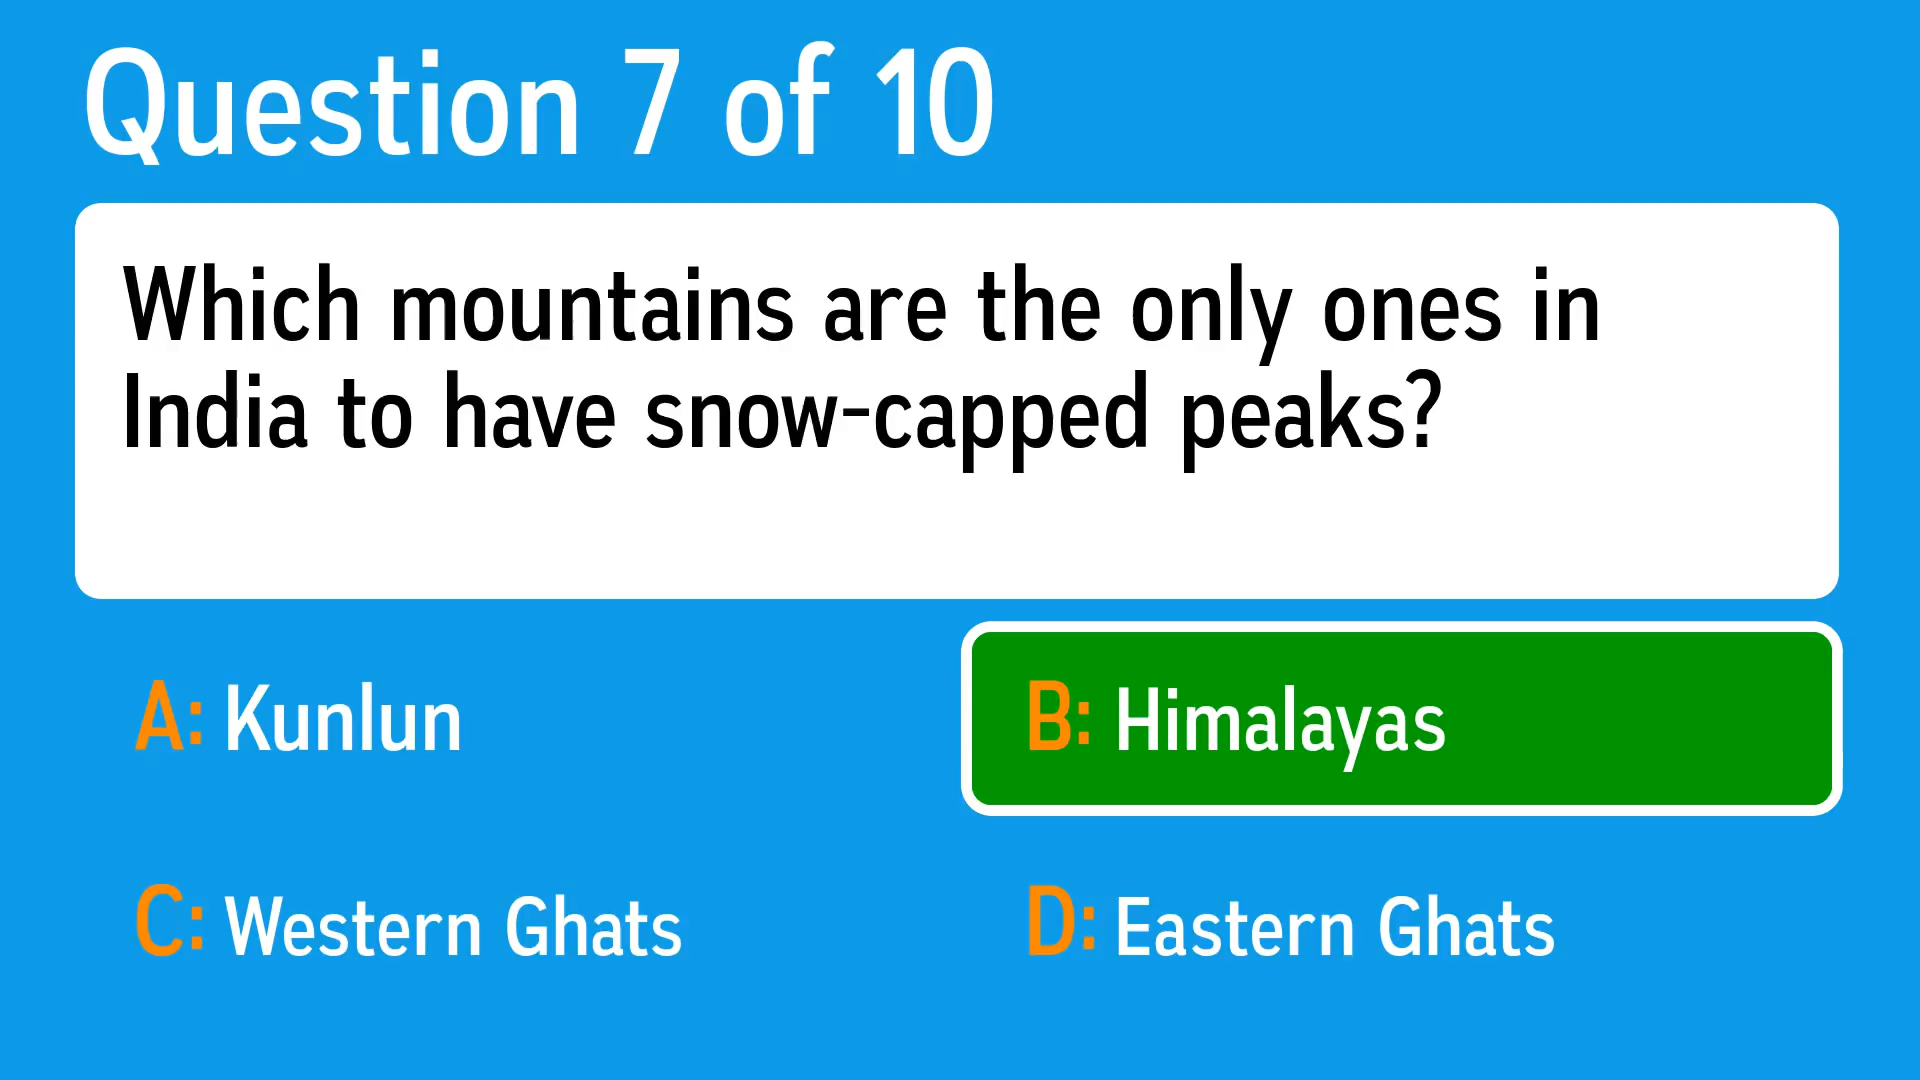 Question 7 of 10
Which mountains are the only ones in
India to have snow-capped peaks?
A: Kunlun
B: Himalayas
C: Western Ghats
D: Eastern Ghats